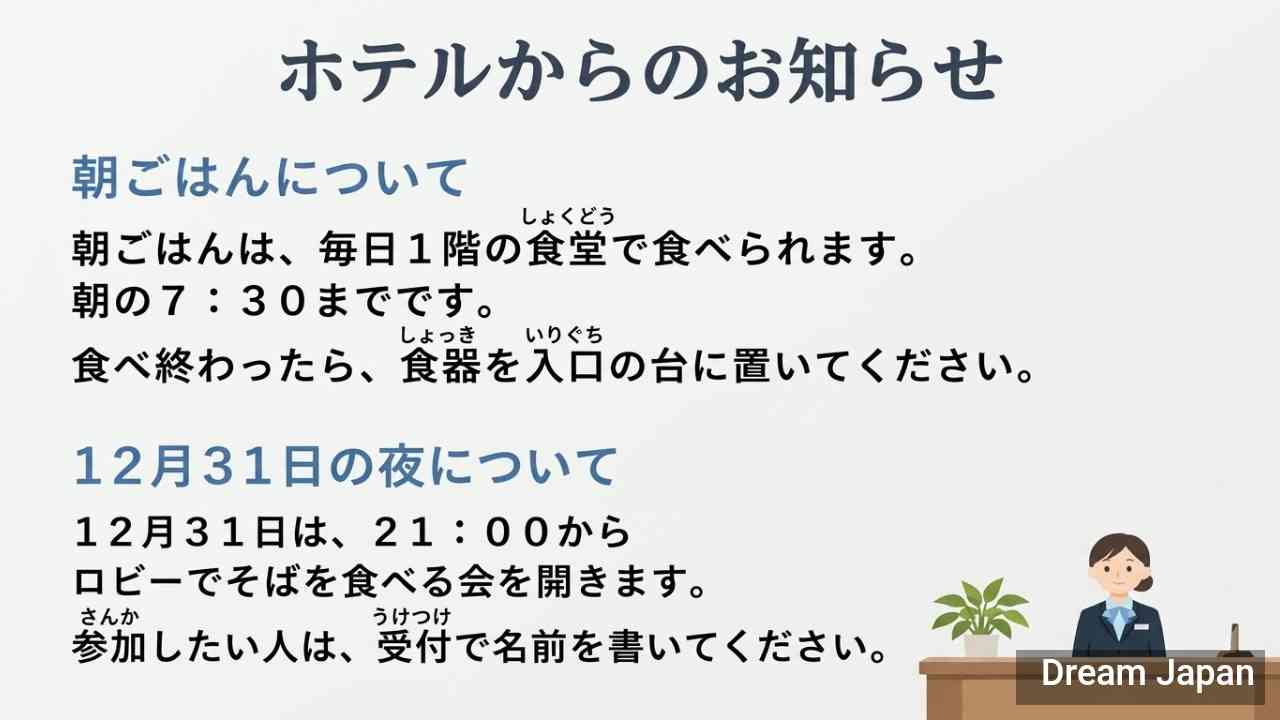 ホテルからのお知らせ
朝ごはんについて
しょくどう
朝ごはんは、毎日１階の食堂で食べられます。
朝の７：３０までです。
しょっき いりぐち
食べ終わったら、食器を入口の台に置いてください。
１２月３１日の夜について
１２月３１日は、２１：００から
ロビーでそばを食べる会を開きます。
さんか うけつけ
参加したい人は、受付で名前を書いてください。
Dream Japan